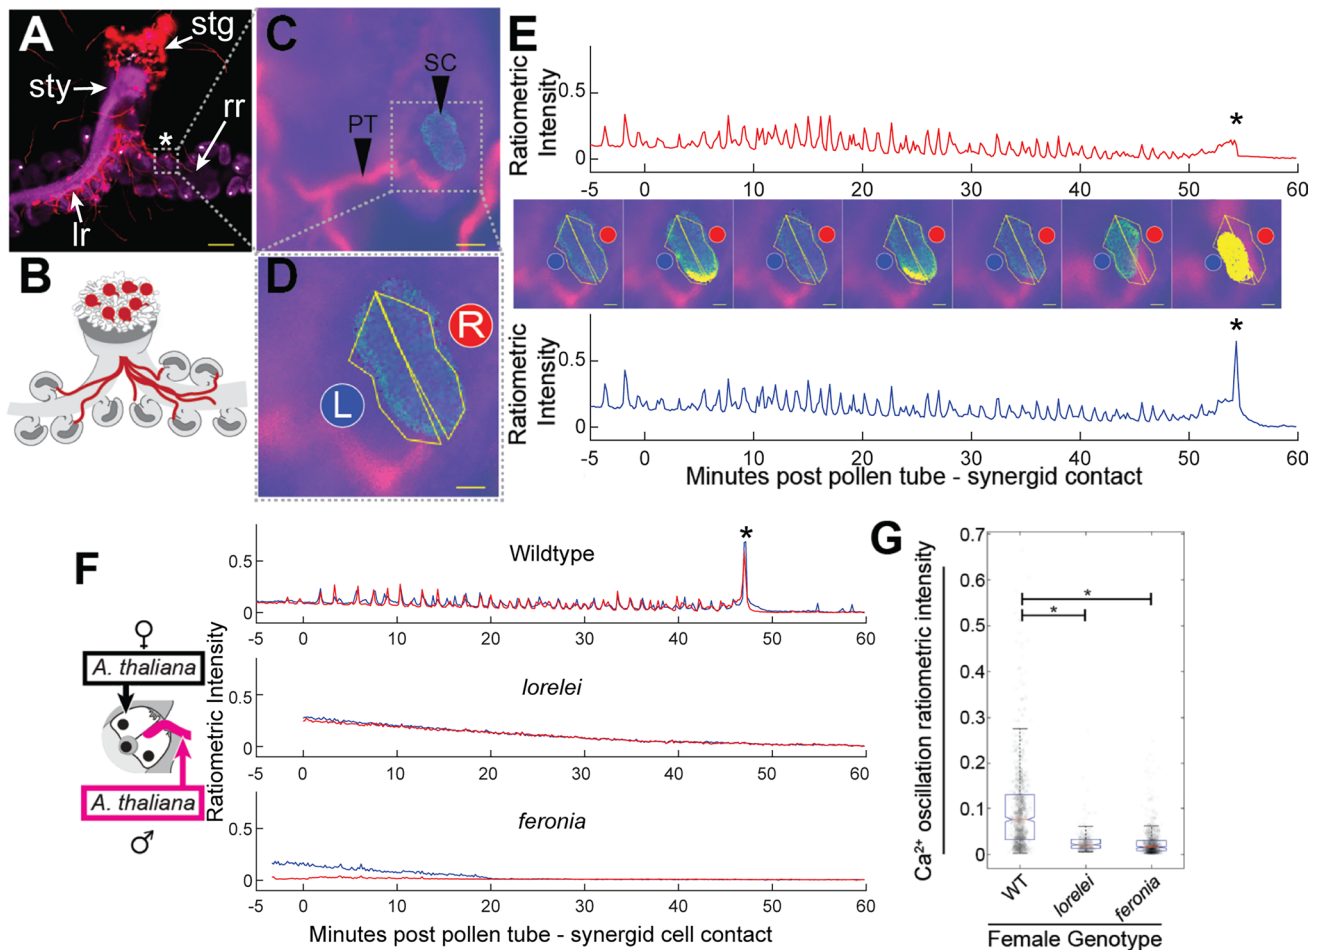 A
stg
sty
*
rr
lr
B
C
SC
PT
D
R
L
E
Ratiometric
Intensity
0.5
0
*
-5 0 10 20 30 40 50 60
Ratiometric
Intensity
0.5
0
*
-5 0 10 20 30 40 50 60
Minutes post pollen tube - synergid contact
F
♀
A. thaliana
A. thaliana
♂
Ratiometric Intensity
Wildtype
*
0.5
0
-5 0 10 20 30 40 50 60
lorelei
0.5
0
-5 0 10 20 30 40 50 60
feronia
0.5
0
-5 0 10 20 30 40 50 60
Minutes post pollen tube - synergid cell contact
G
Ca2+ oscillation ratiometric intensity
0.7
0.6
0.5
0.4
0.3
0.2
0.1
0
*
*
WT lorelei feronia
Female Genotype